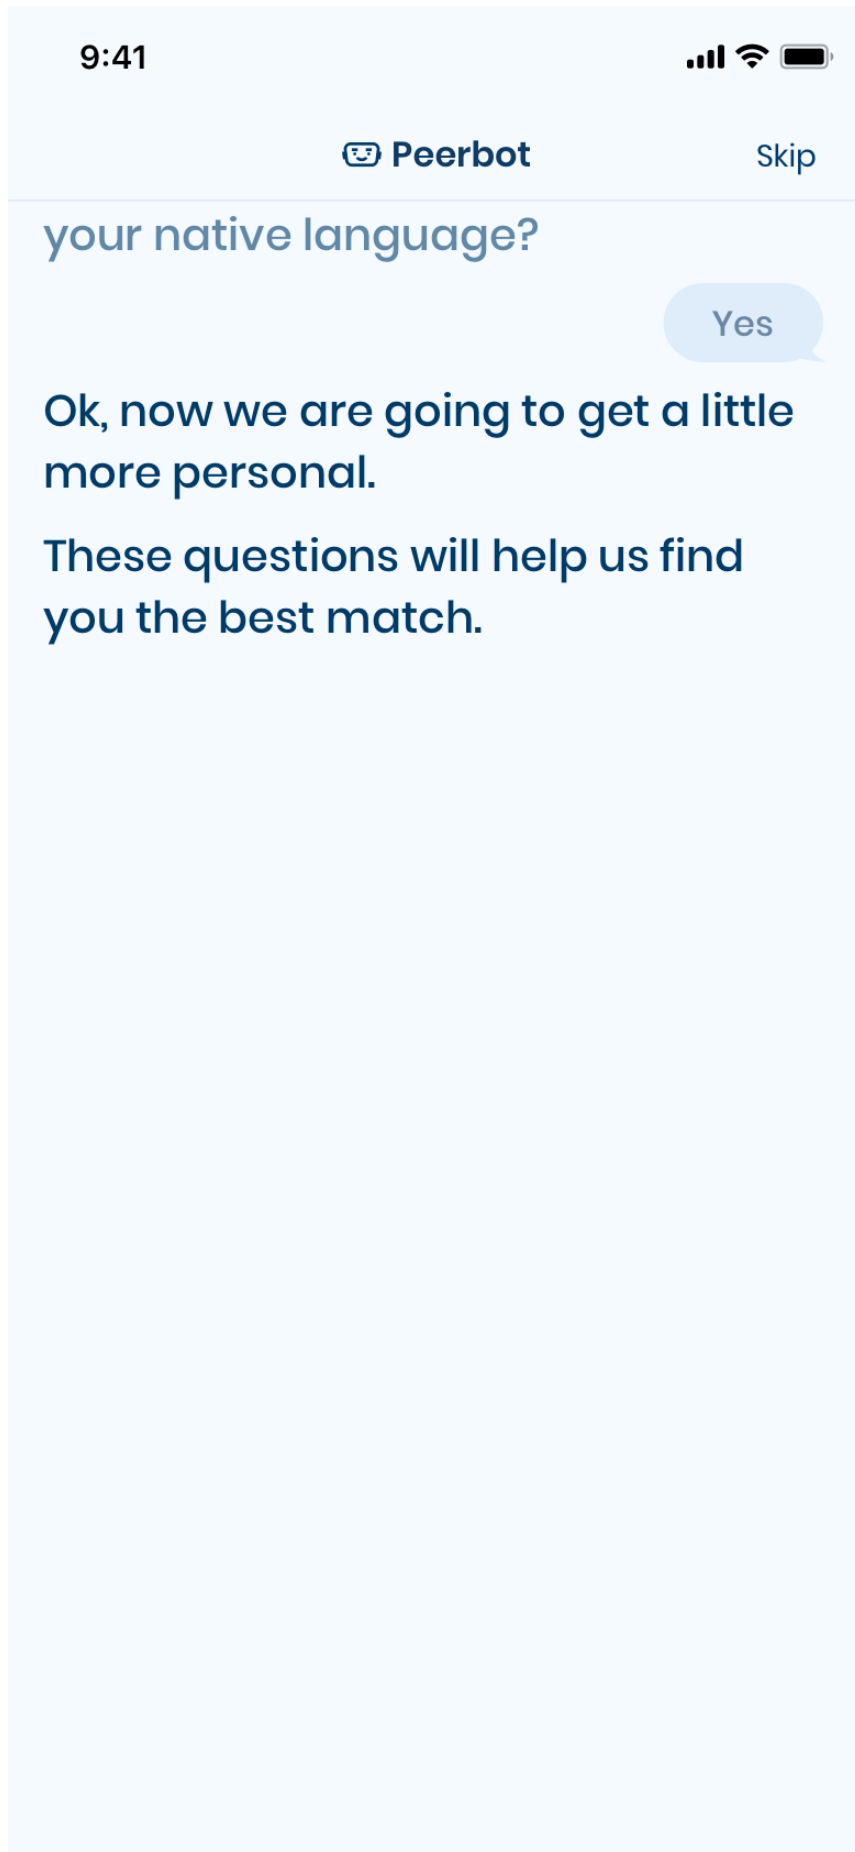 9:41
Peerbot
Skip
your native language?
Yes
Ok, now we are going to get a little
more personal.
These questions will help us find
you the best match.